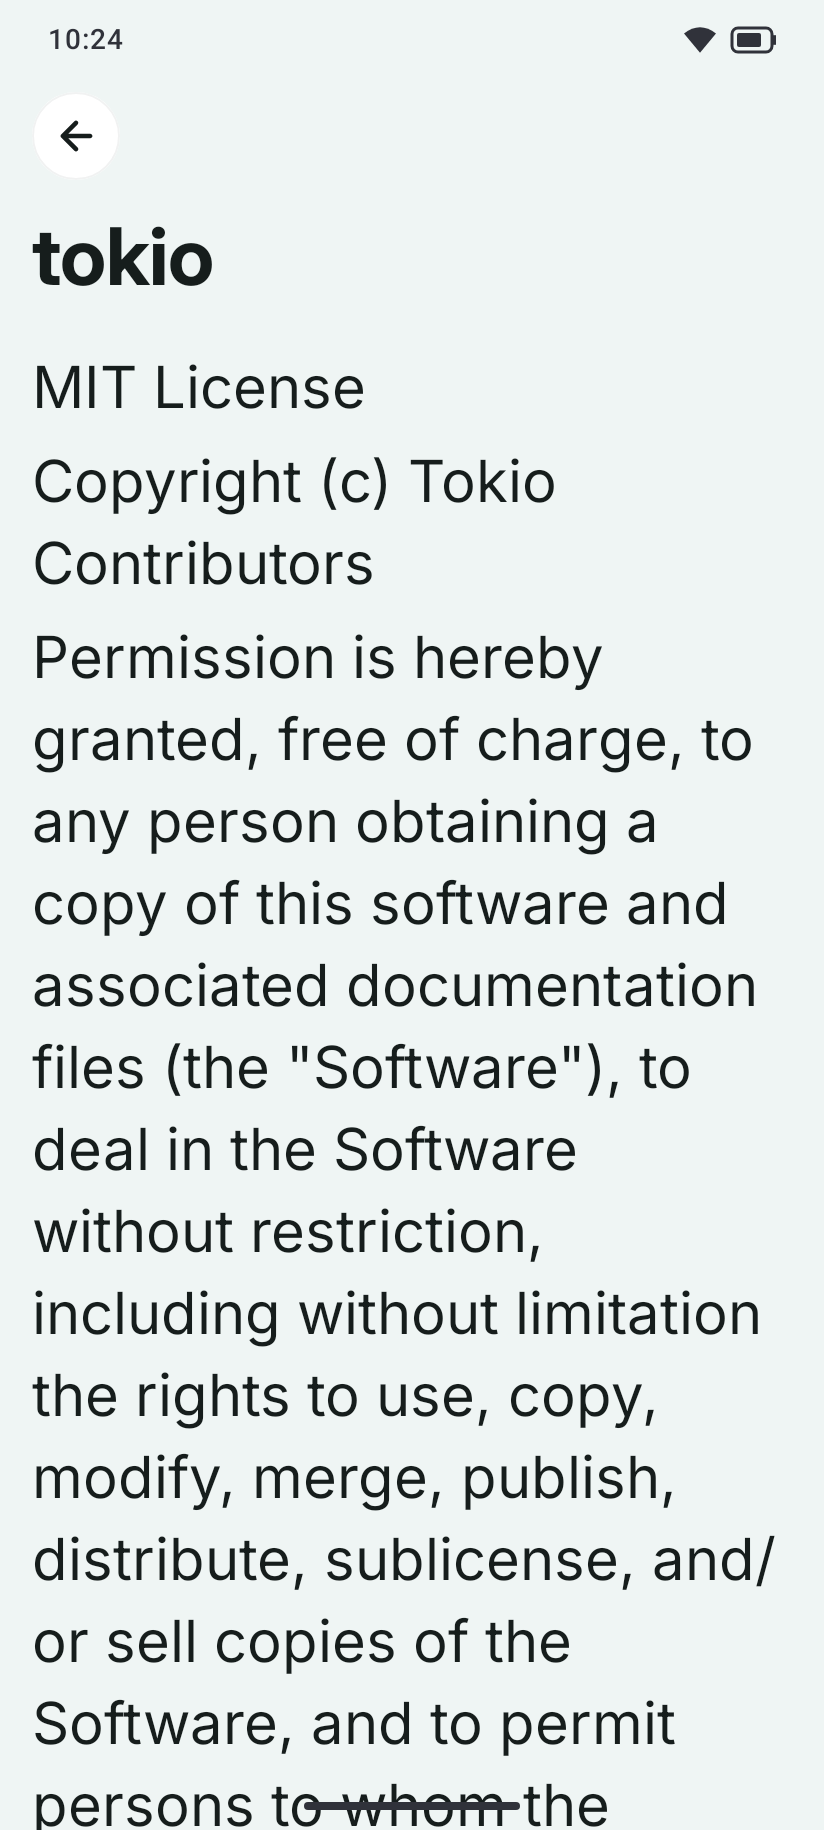 10:24
tokio
MIT License
Copyright (c) Tokio
Contributors
Permission is hereby
granted, free of charge, to
any person obtaining a
copy of this software and
associated documentation
files (the "Software"), to
deal in the Software
without restriction,
including without limitation
the rights to use, copy,
modify, merge, publish,
distribute, sublicense, and/
or sell copies of the
Software, and to permit
persons to whom the